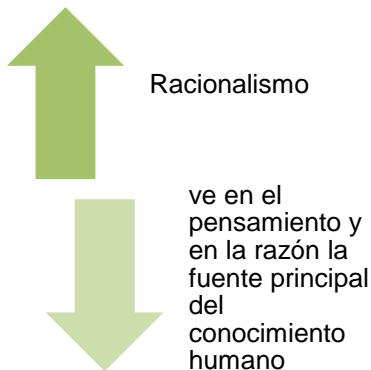 Racionalismo
ve en el
pensamiento y
en la razón la
fuente principal
del
conocimiento
humano